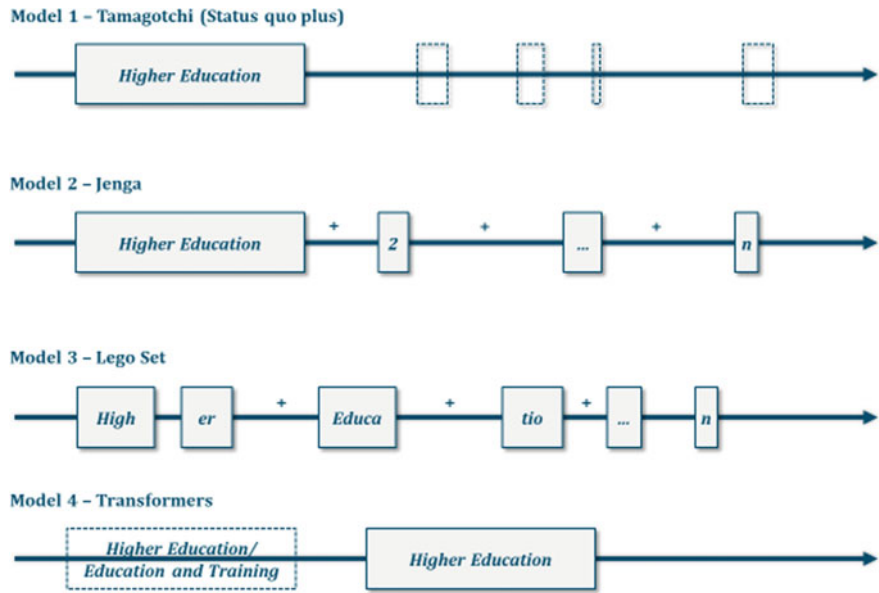 Model 1 – Tamagotchi (Status quo plus)
Higher Education
Model 2 – Jenga
Higher Education + 2 + ... + n
Model 3 – Lego Set
High er + Educa + tio + ... n
Model 4 – Transformers
Higher Education/
Education and Training
Higher Education